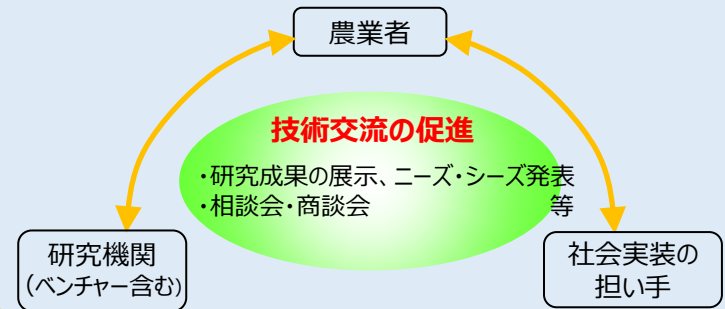 農業者
技術交流の促進
・研究成果の展示、ニーズ・シーズ発表
・相談会・商談会　　　　　　　　等
研究機関
（ベンチャー含む）
社会実装の
担い手